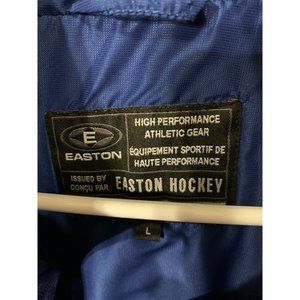 E
EASTON
HIGH PERFORMANCE
ATHLETIC GEAR
ÉQUIPEMENT SPORTIF DE
HAUTE PERFORMANCE
ISSUED BY
CONÇU PAR
EASTON HOCKEY
L